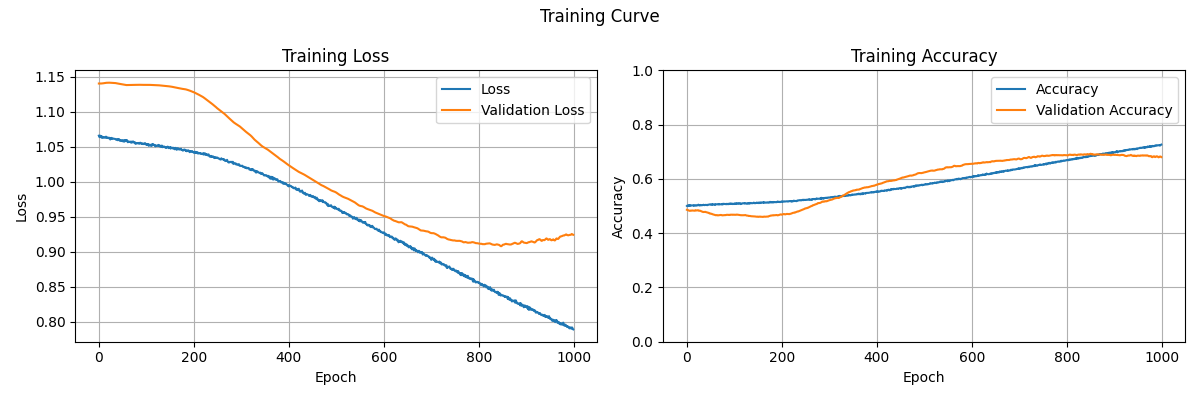 Training Curve
Training Loss
1.15
1.10
1.05
1.00
0.95
0.90
0.85
0.80
Loss
0 200 400 600 800 1000
Epoch
Loss
Validation Loss
Training Accuracy
1.0
0.8
0.6
0.4
0.2
0.0
Accuracy
0 200 400 600 800 1000
Epoch
Accuracy
Validation Accuracy